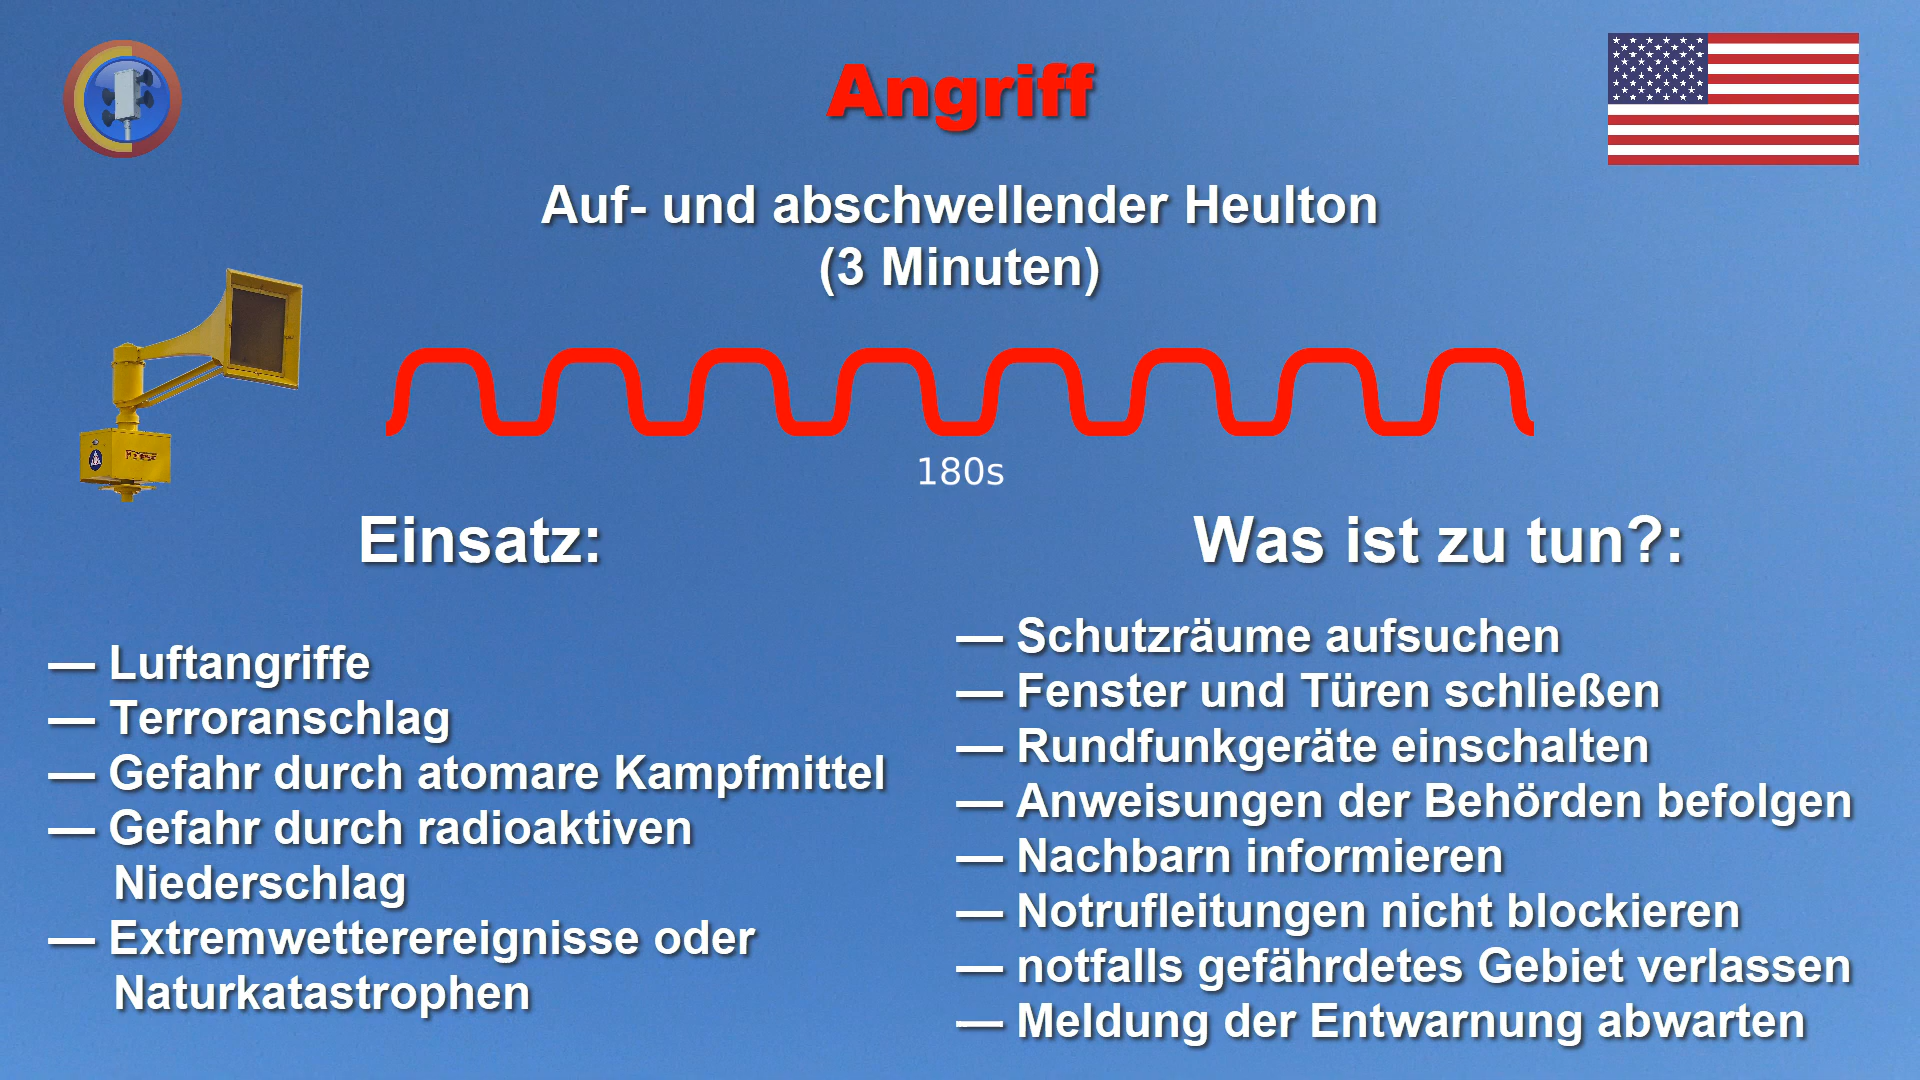 Angriff
Auf- und abschwellender Heulton
(3 Minuten)
180s
Einsatz:
— Luftangriffe
— Terroranschlag
— Gefahr durch atomare Kampfmittel
— Gefahr durch radioaktiven
Niederschlag
— Extremwetterereignisse oder
Naturkatastrophen
Was ist zu tun?:
— Schutzräume aufsuchen
— Fenster und Türen schließen
— Rundfunkgeräte einschalten
— Anweisungen der Behörden befolgen
— Nachbarn informieren
— Notrufleitungen nicht blockieren
— notfalls gefährdetes Gebiet verlassen
— Meldung der Entwarnung abwarten